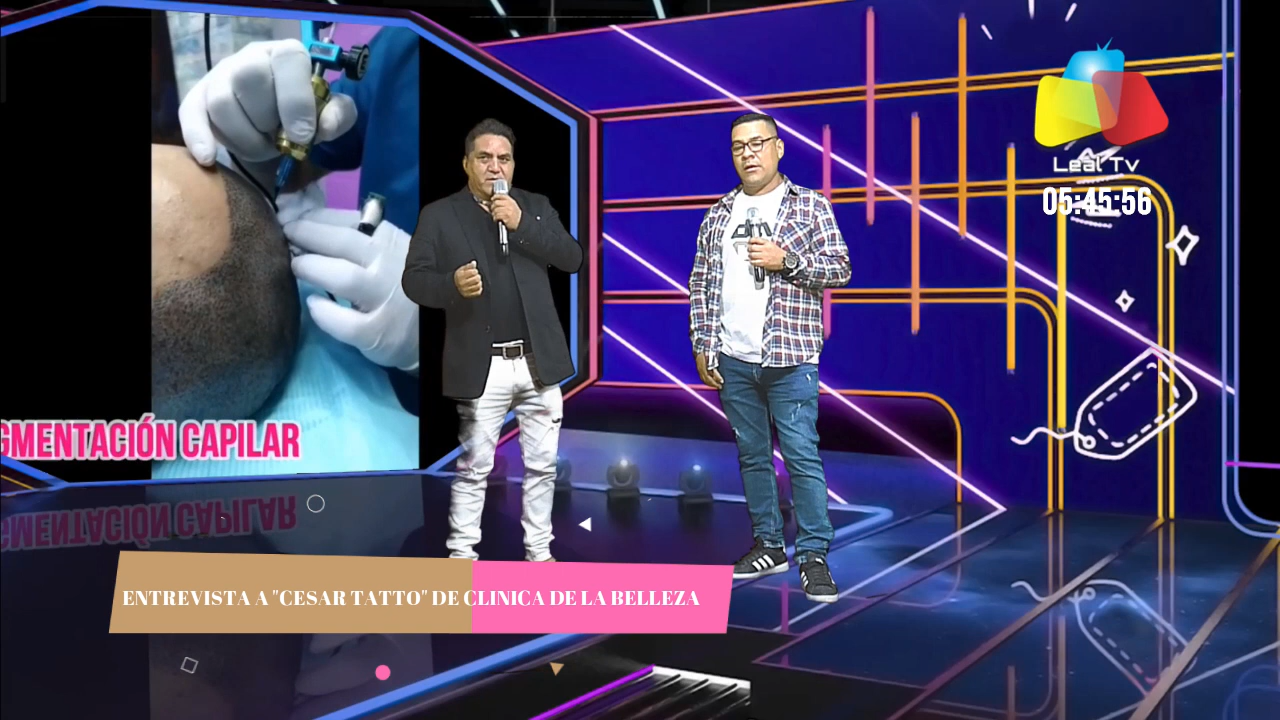 Leal Tv
05:45:56
GMENTACIÓN CAPILAR
ENTREVISTA A "CESAR TATTO" DE CLINICA DE LA BELLEZA